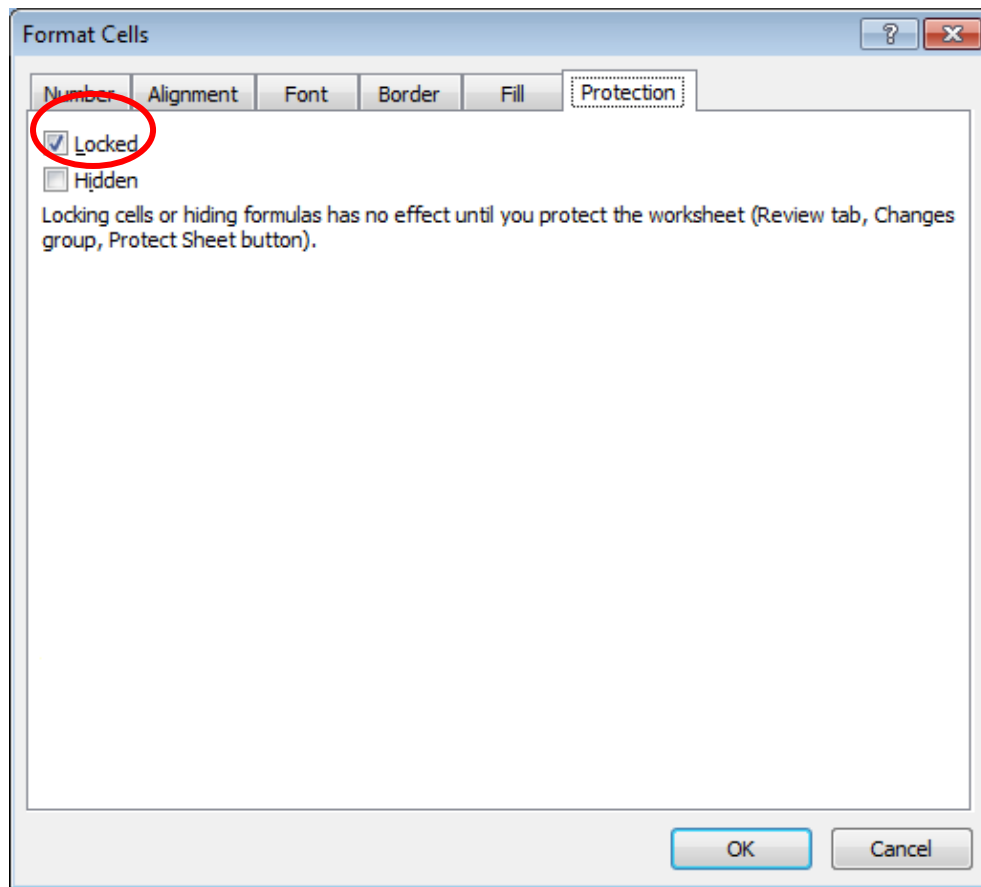 Format Cells
Number Alignment Font Border Fill Protection
Locked
Hidden
Locking cells or hiding formulas has no effect until you protect the worksheet (Review tab, Changes
group, Protect Sheet button).
OK Cancel